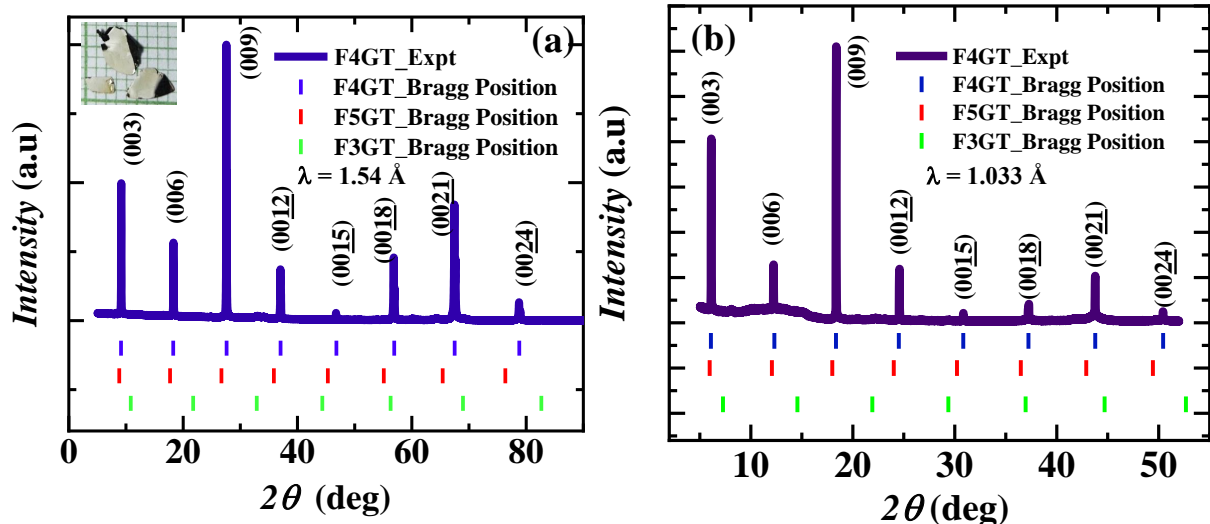 (a)
F4GT_Expt
F4GT_Bragg Position
F5GT_Bragg Position
F3GT_Bragg Position
λ = 1.54 Å
(003)
(006)
(009)
(0012)
(0015)
(0018)
(0021)
(0024)
Intensity (a.u)
0 20 40 60 80
2θ (deg)
(b)
F4GT_Expt
F4GT_Bragg Position
F5GT_Bragg Position
F3GT_Bragg Position
λ = 1.033 Å
(003)
(006)
(009)
(0012)
(0015)
(0018)
(0021)
(0024)
Intensity (a.u)
10 20 30 40 50
2θ (deg)